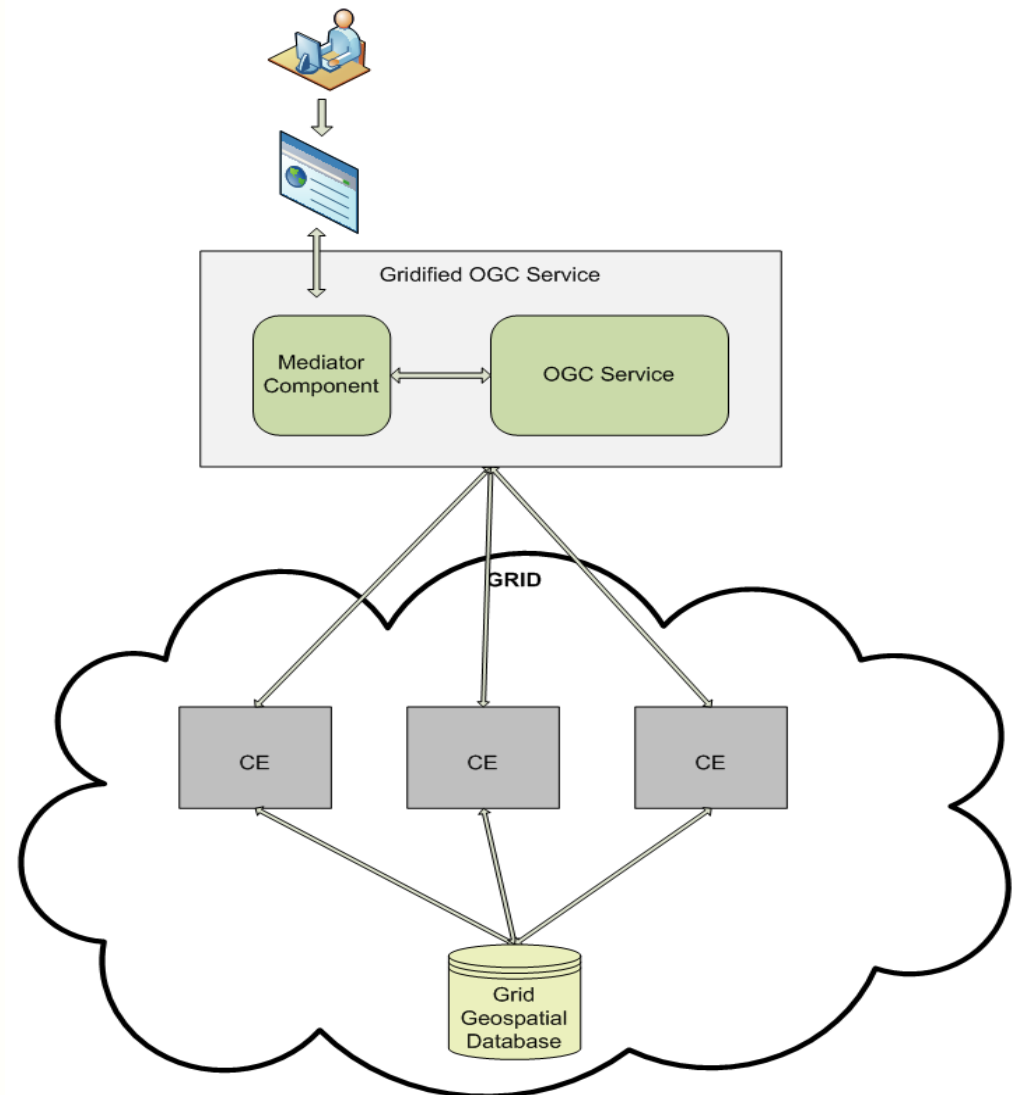 Gridified OGC Service
Mediator
Component
OGC Service
GRID
CE
CE
CE
Grid
Geospatial
Database